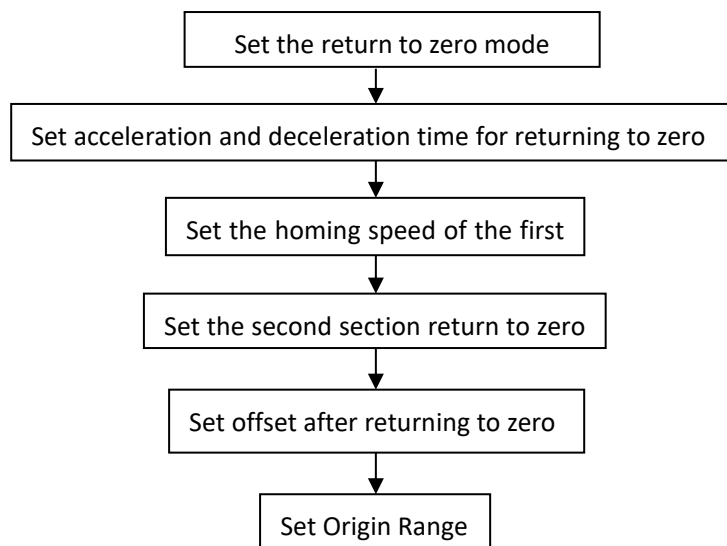 Set the return to zero mode
Set acceleration and deceleration time for returning to zero
Set the homing speed of the first
Set the second section return to zero
Set offset after returning to zero
Set Origin Range